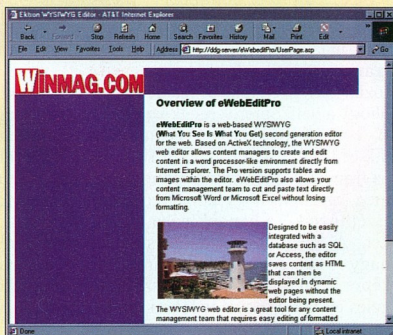 Ektron WYSIWYG Editor - AT&T Internet Explorer
Back Forward Stop Refresh Home Search Favorites History Mail Print Edit
File Edit View Favorites Tools Help Address http://ddg-server/eWebeditPro/UserPage.asp Go
WINMAG.COM
Overview of eWebEditPro
eWebEditPro is a web-based WYSIWYG
(What You See Is What You Get) second generation editor
for the web. Based on ActiveX technology, the WYSIWYG
web editor allows content managers to create and edit
content in a word processor-like environment directly from
Internet Explorer. The Pro version supports tables and
images within the editor. eWebEditPro also allows your
content management team to cut and paste text directly
from Microsoft Word or Microsoft Excel without losing
formatting.
Designed to be easily
integrated with a
database such as SQL
or Access, the editor
saves content as HTML
that can then be
displayed in dynamic
web pages without the
editor being present.
The WYSIWYG web editor is a great tool for any content
management team that requires easy editing of formatted
Done Local intranet